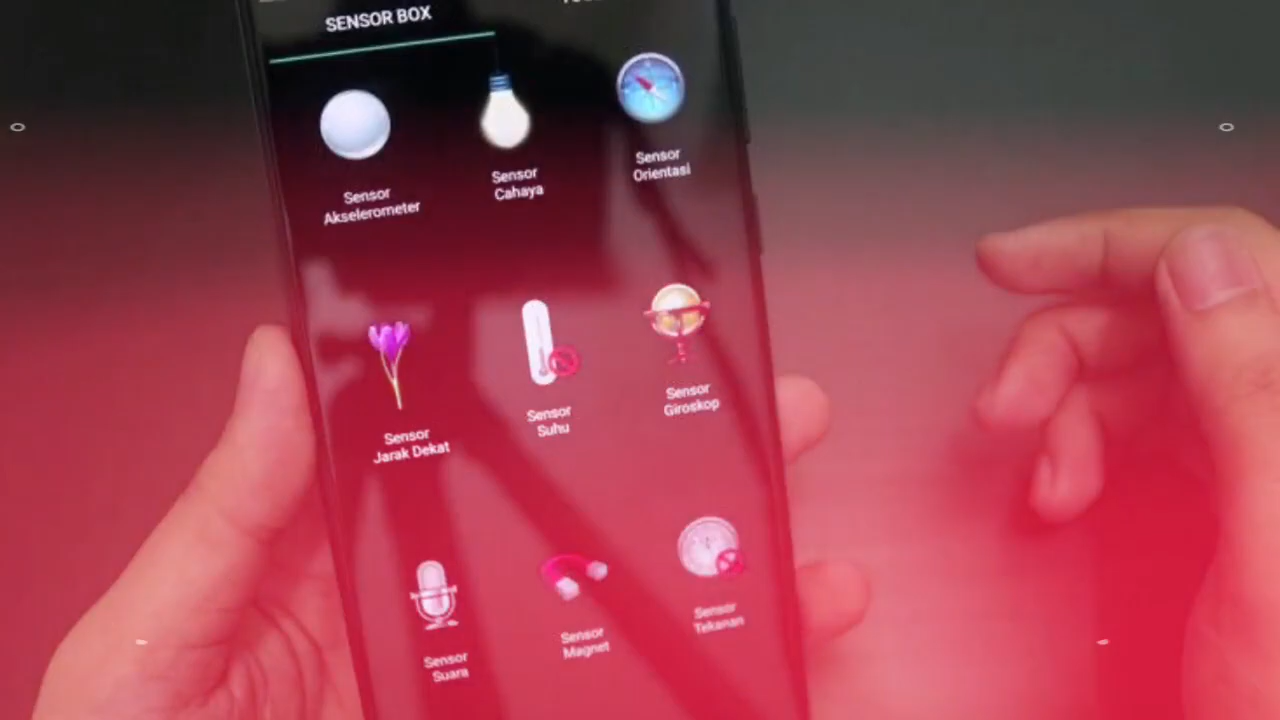 SENSOR BOX
Sensor
Akselerometer
Sensor
Cahaya
Sensor
Orientasi
Sensor
Jarak Dekat
Sensor
Suhu
Sensor
Giroskop
Sensor
Suara
Sensor
Magnet
Sensor
Tekanan